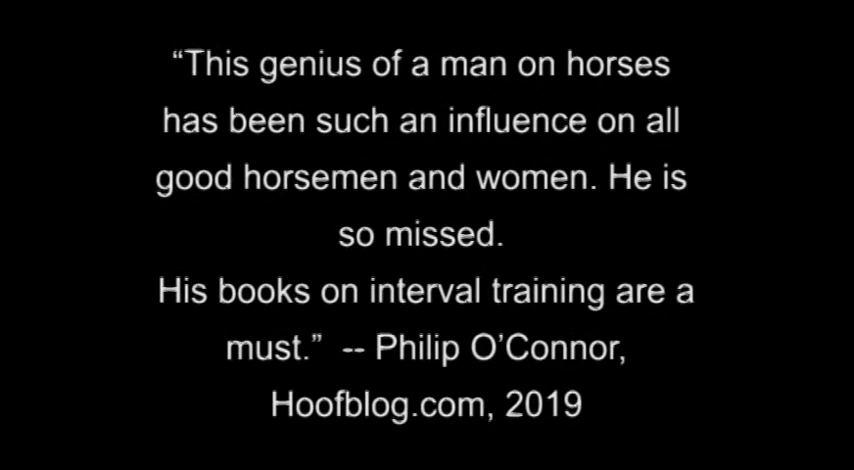 “This genius of a man on horses
has been such an influence on all
good horsemen and women. He is
so missed.
His books on interval training are a
must.”  -- Philip O’Connor,
Hoofblog.com, 2019